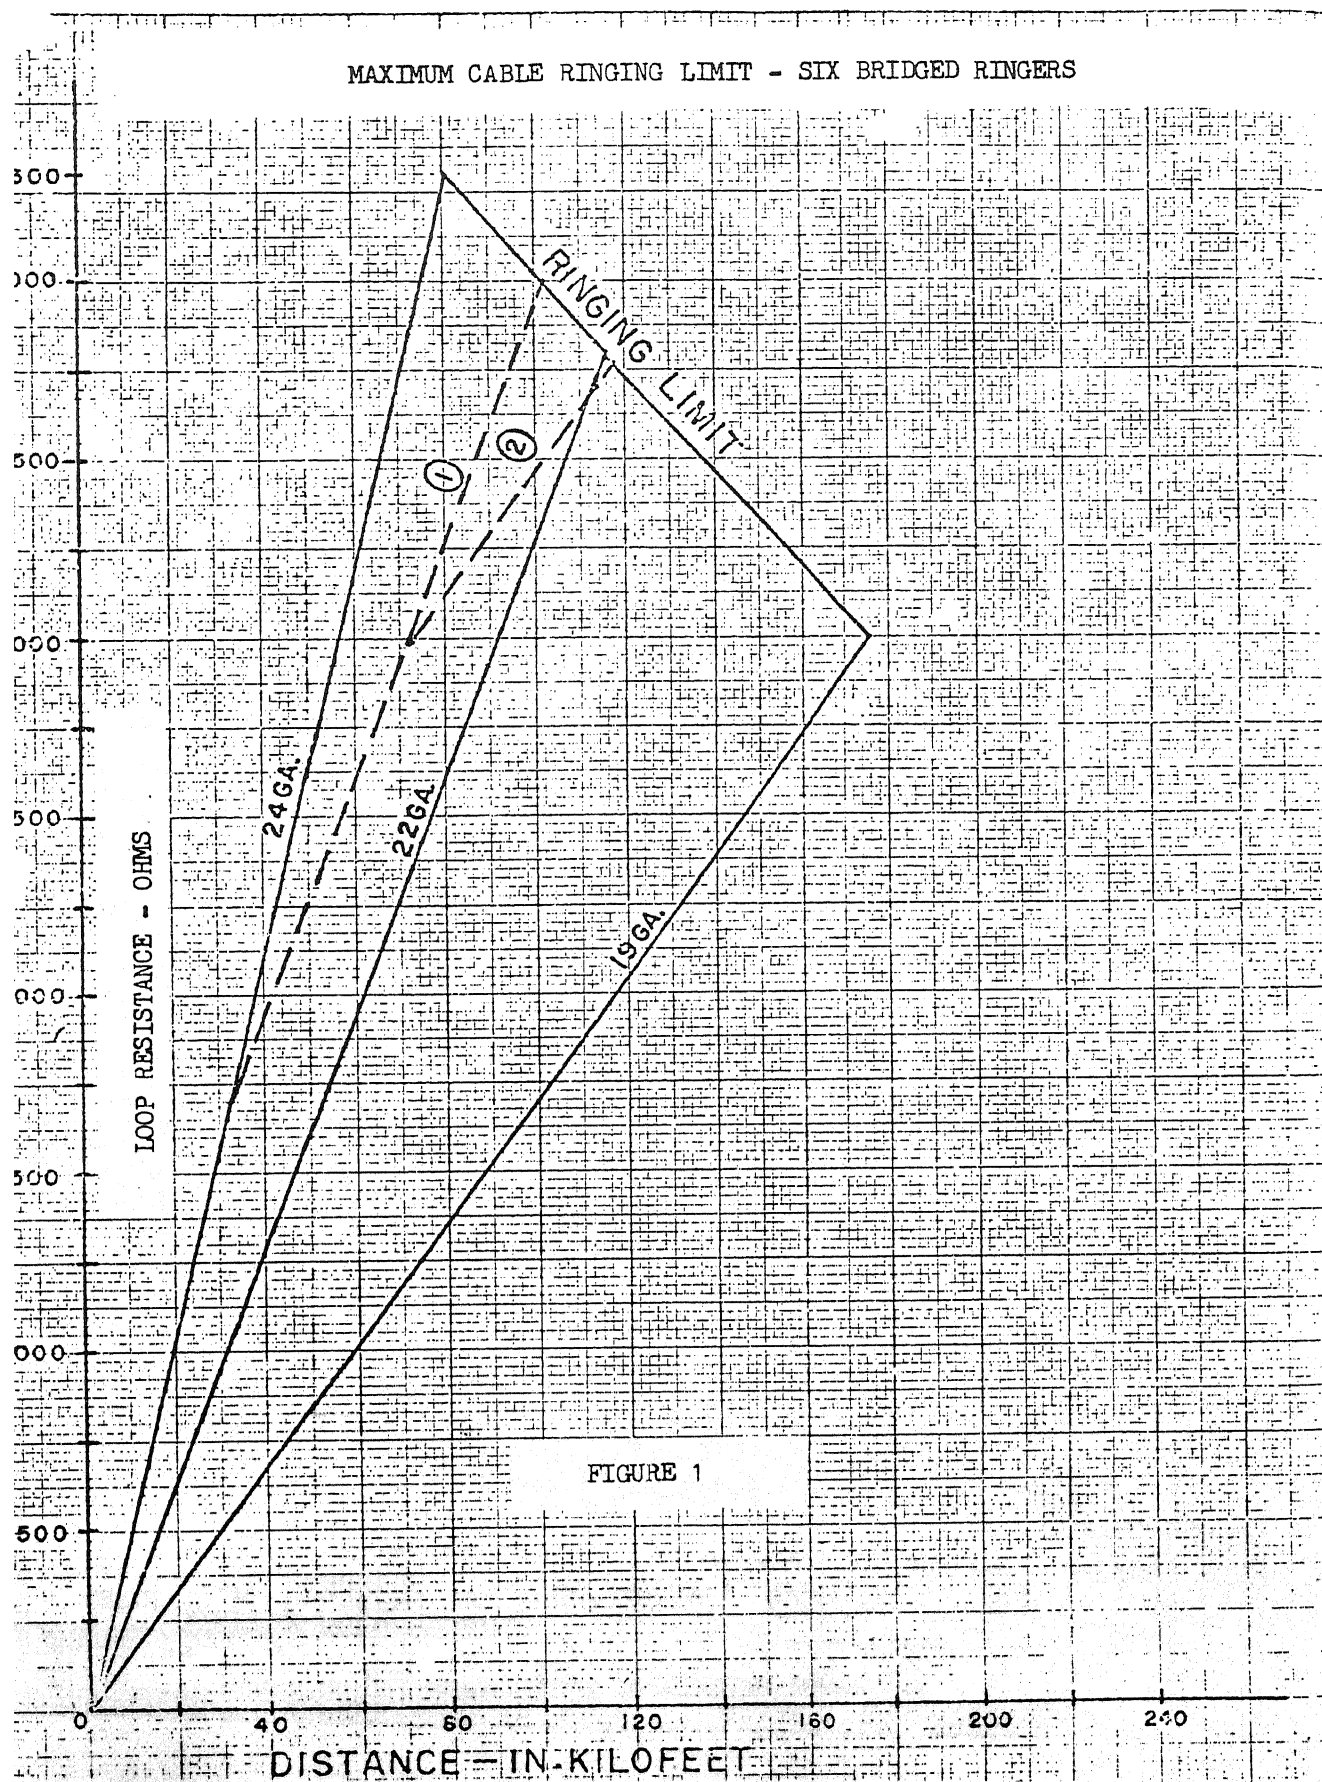 MAXIMUM CABLE RINGING LIMIT - SIX BRIDGED RINGERS
300
000
500
000
500
000
500
000
500
RINGING LIMIT
1
2
24GA.
22GA.
19GA.
LOOP RESISTANCE - OHMS
FIGURE 1
0
40
80
120
160
200
240
DISTANCE — IN KILOFEET